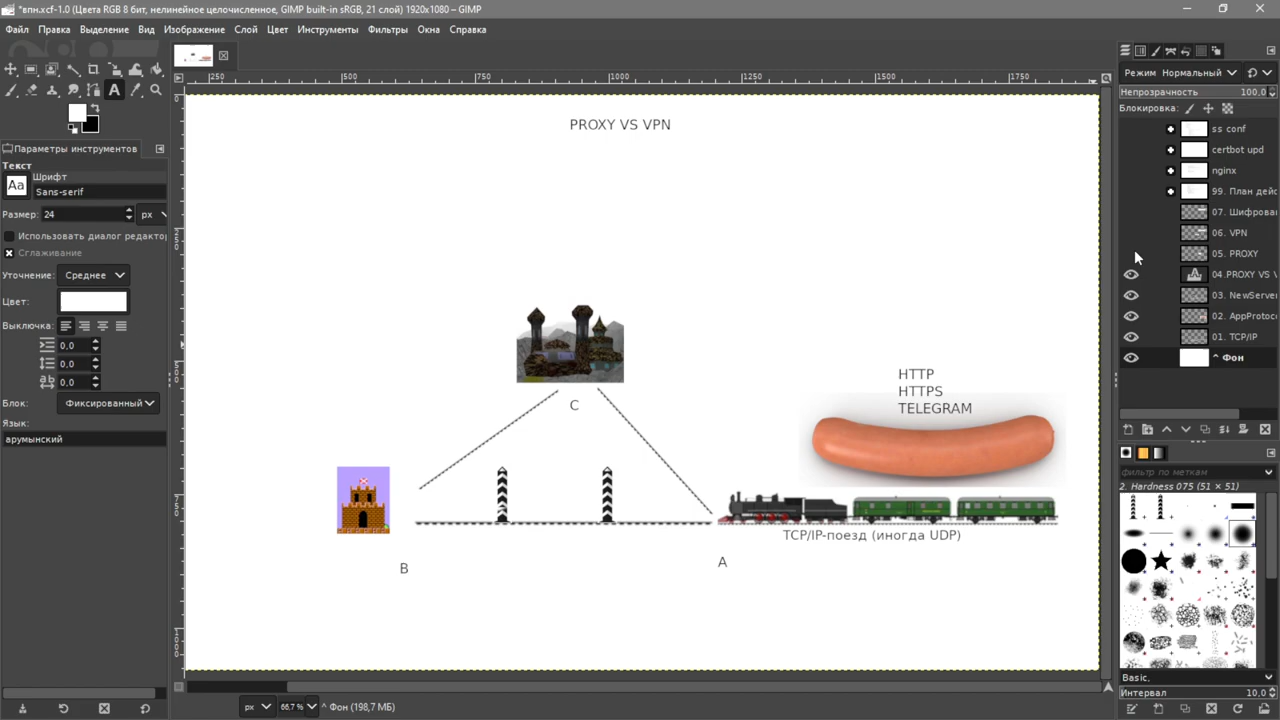 *впн.xcf-1.0 (Цвета RGB 8 бит, нелинейное целочисленное, GIMP built-in sRGB, 21 слой) 1920x1080 – GIMP
Файл Правка Выделение Вид Изображение Слой Цвет Инструменты Фильтры Окна Справка
250 500 750 1000 1250 1500 1750
Режим Нормальный
Непрозрачность 100,0
Блокировка:
ss conf
certbot upd
nginx
99. План дейс
07. Шифрова
06. VPN
05. PROXY
04.PROXY VS V
03. NewServer
02. AppProtoco
01. TCP/IP
^ Фон
Параметры инструментов
Текст
Шрифт
Aa Sans-serif
Размер: 24 px
Использовать диалог редактор
Сглаживание
Уточнение: Среднее
Цвет:
Выключка:
0,0
0,0
0,0
Блок: Фиксированный
Язык:
арумынский
PROXY VS VPN
C
HTTP
HTTPS
TELEGRAM
TCP/IP-поезд (иногда UDP)
B
A
фильтр по меткам
2. Hardness 075 (51 × 51)
Basic,
Интервал 10,0
px 66,7 % ^ Фон (198,7 МБ)